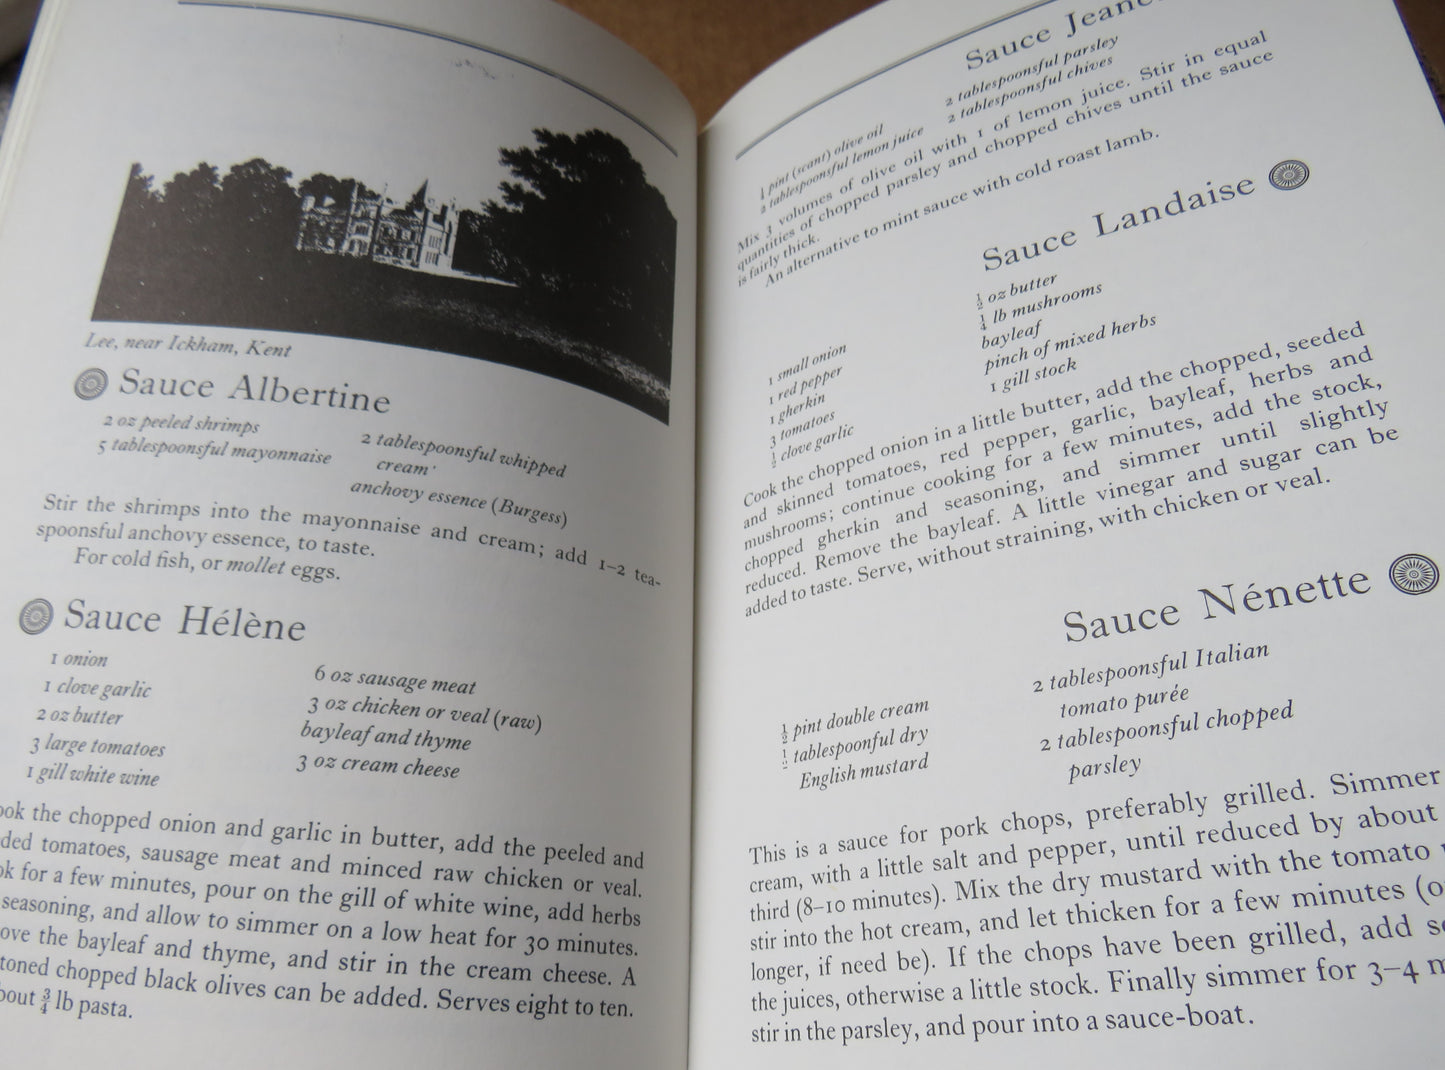 Lee, near Ickham, Kent
Sauce Albertine
2 oz peeled shrimps
5 tablespoonsful mayonnaise
2 tablespoonsful whipped
cream
anchovy essence (Burgess)
Stir the shrimps into the mayonnaise and cream; add 1–2 tea-
spoonsful anchovy essence, to taste.
For cold fish, or mollet eggs.
Sauce Hélène
1 onion
1 clove garlic
2 oz butter
3 large tomatoes
1 gill white wine
6 oz sausage meat
3 oz chicken or veal (raw)
bayleaf and thyme
3 oz cream cheese
ook the chopped onion and garlic in butter, add the peeled and
ded tomatoes, sausage meat and minced raw chicken or veal.
ok for a few minutes, pour on the gill of white wine, add herbs
seasoning, and allow to simmer on a low heat for 30 minutes.
ove the bayleaf and thyme, and stir in the cream cheese. A
toned chopped black olives can be added. Serves eight to ten.
bout ¾ lb pasta.
Sauce
pint (scant) olive oil
2 tablespoonsful lemon juice
2 tablespoonsful parsley
2 tablespoonsful chives
Mix 3 volumes of olive oil with 1 of lemon juice. Stir in equal
quantities of chopped parsley and chopped chives until the sauce
is fairly thick.
An alternative to mint sauce with cold roast lamb.
Sauce Landaise
1 small onion
1 red pepper
1 gherkin
3 tomatoes
½ clove garlic
½ oz butter
¼ lb mushrooms
bayleaf
pinch of mixed herbs
1 gill stock
Cook the chopped onion in a little butter, add the chopped, seeded
and skinned tomatoes, red pepper, garlic, bayleaf, herbs and
mushrooms; continue cooking for a few minutes, add the stock,
chopped gherkin and seasoning, and simmer until slightly
reduced. Remove the bayleaf. A little vinegar and sugar can be
added to taste. Serve, without straining, with chicken or veal.
Sauce Nénette
½ pint double cream
½ tablespoonful dry
English mustard
2 tablespoonsful Italian
tomato purée
2 tablespoonsful chopped
parsley
This is a sauce for pork chops, preferably grilled. Simmer
cream, with a little salt and pepper, until reduced by about
third (8–10 minutes). Mix the dry mustard with the tomato
stir into the hot cream, and let thicken for a few minutes (o
longer, if need be). If the chops have been grilled, add
the juices, otherwise a little stock. Finally simmer for 3–4 m
stir in the parsley, and pour into a sauce-boat.